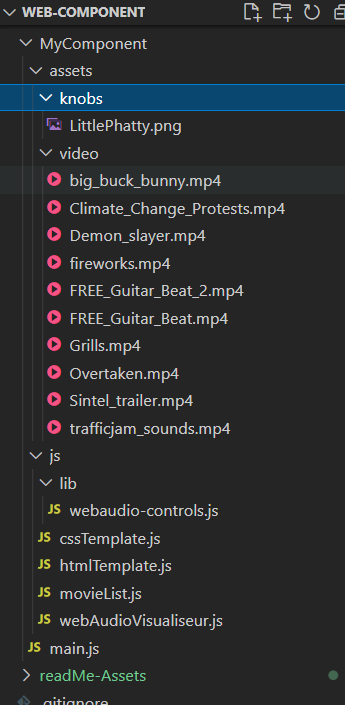 WEB-COMPONENT
MyComponent
assets
knobs
LittlePhatty.png
video
big_buck_bunny.mp4
Climate_Change_Protests.mp4
Demon_slayer.mp4
fireworks.mp4
FREE_Guitar_Beat_2.mp4
FREE_Guitar_Beat.mp4
Grills.mp4
Overtaken.mp4
Sintel_trailer.mp4
trafficjam_sounds.mp4
js
lib
JS webaudio-controls.js
JS cssTemplate.js
JS htmlTemplate.js
JS movieList.js
JS webAudioVisualiseur.js
JS main.js
readMe-Assets
.gitignore